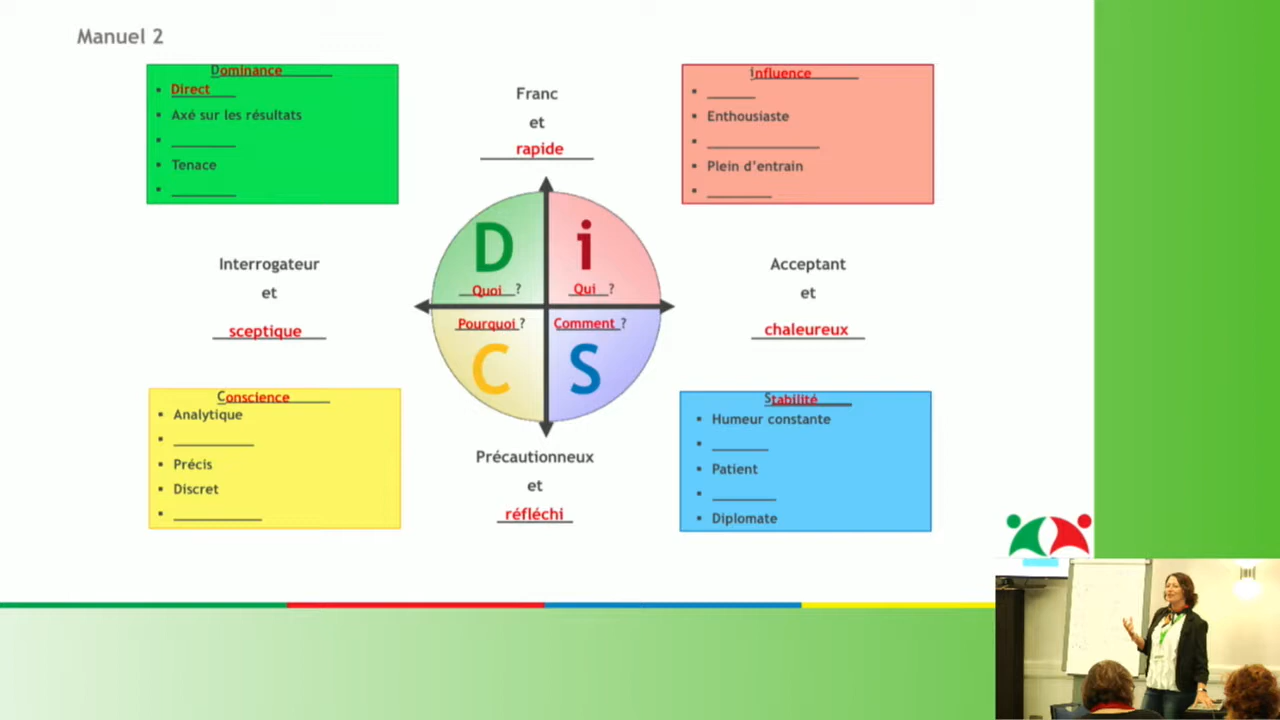 Manuel 2
Dominance
▪ Direct
▪ Axé sur les résultats
▪
▪ Tenace
▪
Franc
et
rapide
influence
▪
▪ Enthousiaste
▪
▪ Plein d’entrain
▪
Interrogateur
et
sceptique
D
Quoi ?
i
Qui ?
Pourquoi ?
C
Comment ?
S
Acceptant
et
chaleureux
Conscience
▪ Analytique
▪
▪ Précis
▪ Discret
▪
Précautionneux
et
réfléchi
Stabilité
▪ Humeur constante
▪
▪ Patient
▪
▪ Diplomate